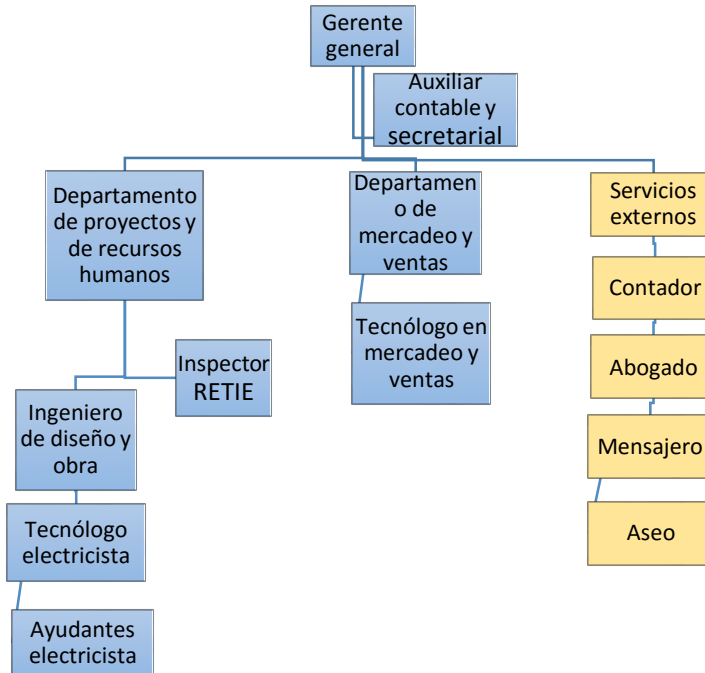 Gerente
general
Auxiliar
contable y
secretarial
Departamento
de proyectos y
de recursos
humanos
Departamen
o de
mercadeo y
ventas
Servicios
externos
Contador
Tecnólogo en
mercadeo y
ventas
Inspector
RETIE
Abogado
Ingeniero
de diseño y
obra
Mensajero
Tecnólogo
electricista
Aseo
Ayudantes
electricista